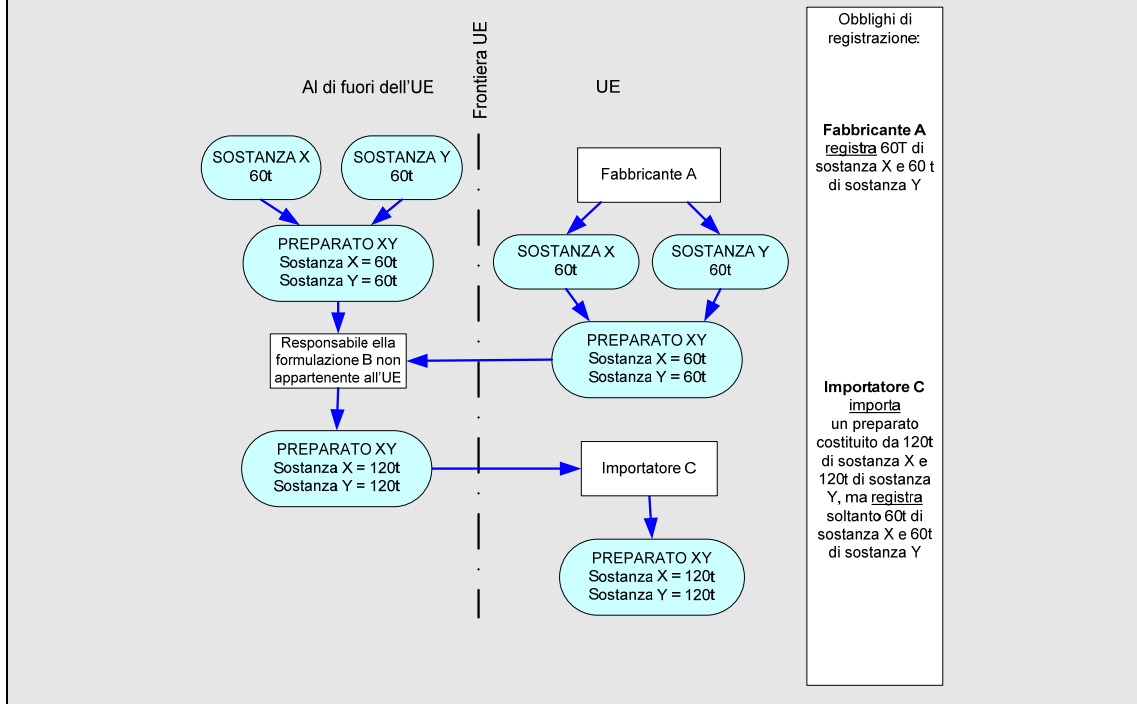 Al di fuori dell'UE
Frontiera UE
UE
SOSTANZA X
60t
SOSTANZA Y
60t
PREPARATO XY
Sostanza X = 60t
Sostanza Y = 60t
Responsabile ella
formulazione B non
appartenente all'UE
PREPARATO XY
Sostanza X = 120t
Sostanza Y = 120t
Fabbricante A
SOSTANZA X
60t
SOSTANZA Y
60t
PREPARATO XY
Sostanza X = 60t
Sostanza Y = 60t
Importatore C
PREPARATO XY
Sostanza X = 120t
Sostanza Y = 120t
Obblighi di
registrazione:
Fabbricante A
registra 60T di
sostanza X e 60 t
di sostanza Y
Importatore C
importa
un preparato
costituito da 120t
di sostanza X e
120t di sostanza
Y, ma registra
soltanto 60t di
sostanza X e 60t
di sostanza Y